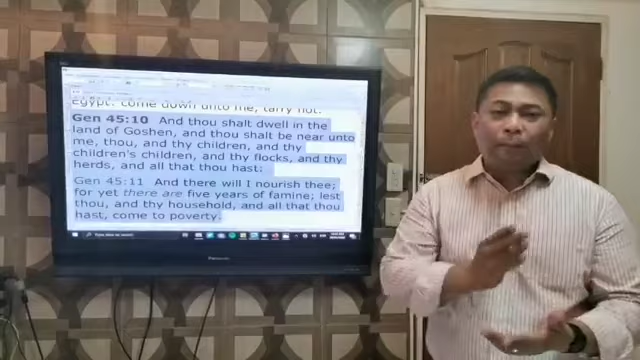 Egypt: come down unto me, tarry not:
Gen 45:10 And thou shalt dwell in the
land of Goshen, and thou shalt be near unto
me, thou, and thy children, and thy
children's children, and thy flocks, and thy
herds, and all that thou hast:
Gen 45:11 And there will I nourish thee;
for yet there are five years of famine; lest
thou, and thy household, and all that thou
hast, come to poverty.
Panasonic